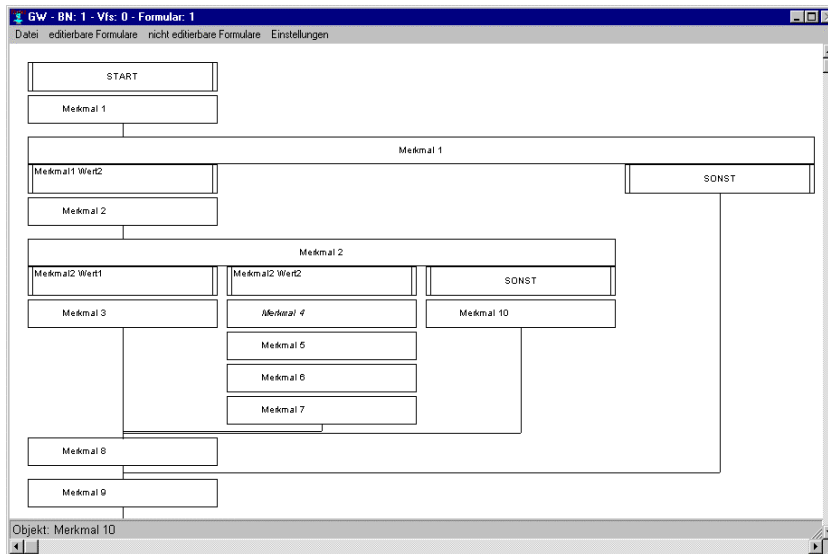 GW - BN: 1 - Vfs: 0 - Formular: 1
Datei editierbare Formulare nicht editierbare Formulare Einstellungen
START
Merkmal 1
Merkmal 1
Merkmal1 Wert2
SONST
Merkmal 2
Merkmal 2
Merkmal2 Wert1
Merkmal2 Wert2
SONST
Merkmal 3
Merkmal 4
Merkmal 10
Merkmal 5
Merkmal 6
Merkmal 7
Merkmal 8
Merkmal 9
Objekt: Merkmal 10